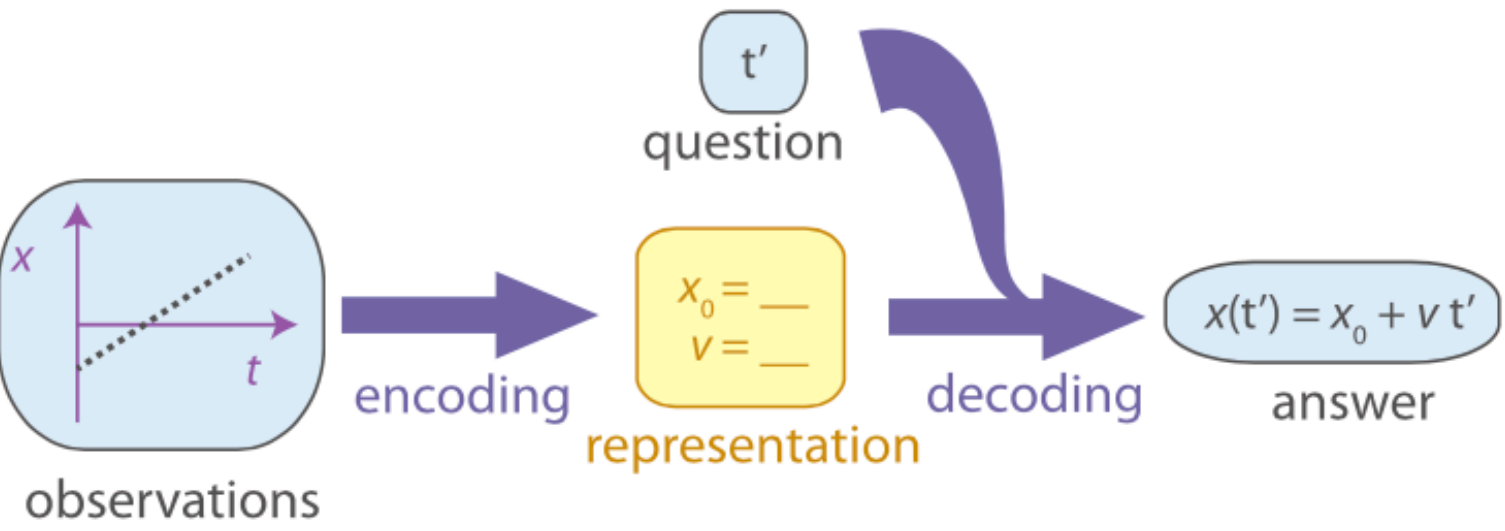 t′
question
x
t
observations
encoding
x₀ = __
v = __
representation
decoding
x(t′) = x₀ + v t′
answer